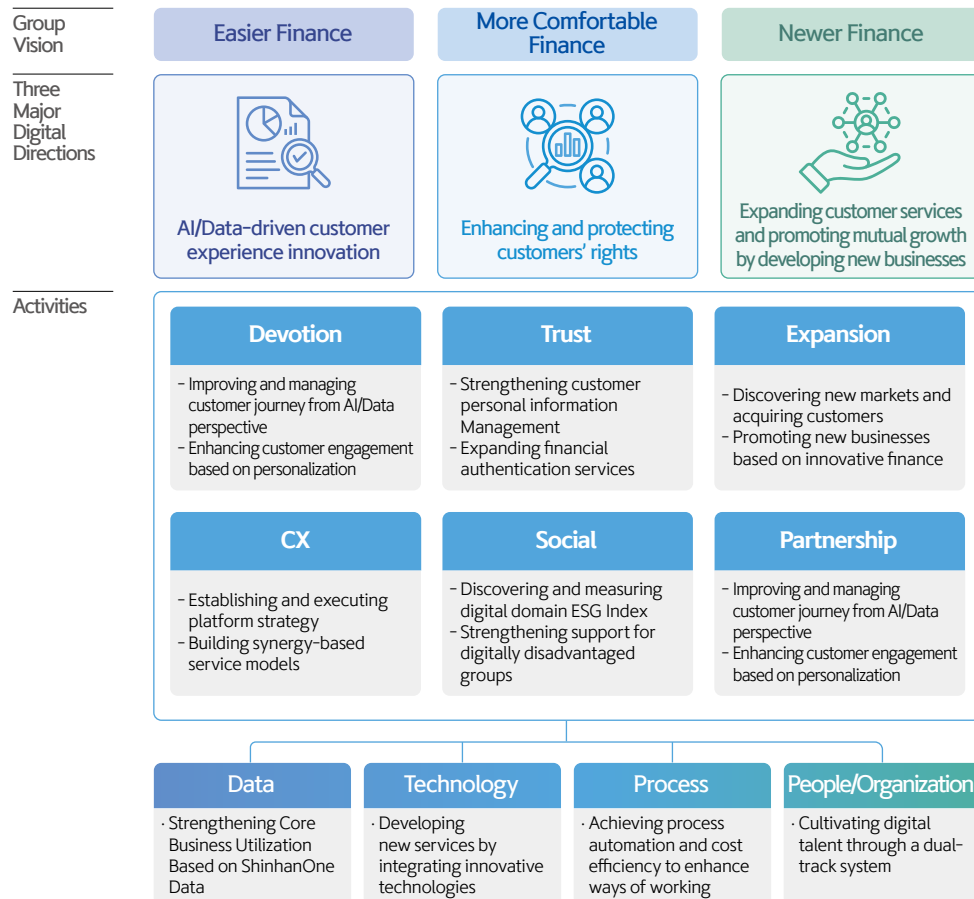 Group
Vision
Easier Finance
More Comfortable
Finance
Newer Finance
Three
Major
Digital
Directions
AI/Data-driven customer
experience innovation
Enhancing and protecting
customers' rights
Expanding customer services
and promoting mutual growth
by developing new businesses
Activities
Devotion
- Improving and managing
customer journey from AI/Data
perspective
- Enhancing customer engagement
based on personalization
Trust
- Strengthening customer
personal information
Management
- Expanding financial
authentication services
Expansion
- Discovering new markets and
acquiring customers
- Promoting new businesses
based on innovative finance
CX
- Establishing and executing
platform strategy
- Building synergy-based
service models
Social
- Discovering and measuring
digital domain ESG Index
- Strengthening support for
digitally disadvantaged
groups
Partnership
- Improving and managing
customer journey from AI/Data
perspective
- Enhancing customer engagement
based on personalization
Data
· Strengthening Core
Business Utilization
Based on ShinhanOne
Data
Technology
· Developing
new services by
integrating innovative
technologies
Process
· Achieving process
automation and cost
efficiency to enhance
ways of working
People/Organization
· Cultivating digital
talent through a dual-
track system